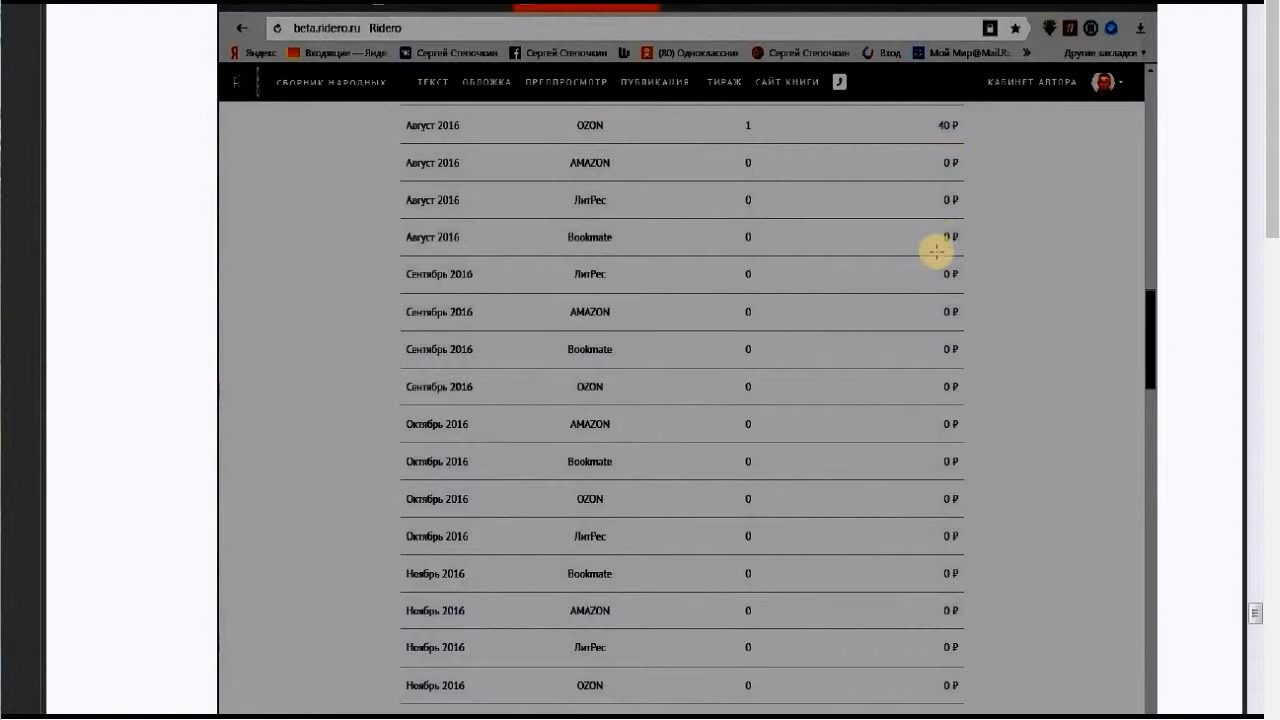 beta.ridero.ru Ridero
Яндекс Входящие — Янде Сергей Степочкин Сергей Степочкин (80) Одноклассник Сергей Степочкин Вход Мой Мир@Mail.Ru » Другие закладки
СБОРНИК НАРОДНЫХ ТЕКСТ ОБЛОЖКА ПРЕДПРОСМОТР ПУБЛИКАЦИЯ ТИРАЖ САЙТ КНИГИ КАБИНЕТ АВТОРА
Август 2016 OZON 1 40 ₽
Август 2016 AMAZON 0 0 ₽
Август 2016 ЛитРес 0 0 ₽
Август 2016 Bookmate 0 0 ₽
Сентябрь 2016 ЛитРес 0 0 ₽
Сентябрь 2016 AMAZON 0 0 ₽
Сентябрь 2016 Bookmate 0 0 ₽
Сентябрь 2016 OZON 0 0 ₽
Октябрь 2016 AMAZON 0 0 ₽
Октябрь 2016 Bookmate 0 0 ₽
Октябрь 2016 OZON 0 0 ₽
Октябрь 2016 ЛитРес 0 0 ₽
Ноябрь 2016 Bookmate 0 0 ₽
Ноябрь 2016 AMAZON 0 0 ₽
Ноябрь 2016 ЛитРес 0 0 ₽
Ноябрь 2016 OZON 0 0 ₽